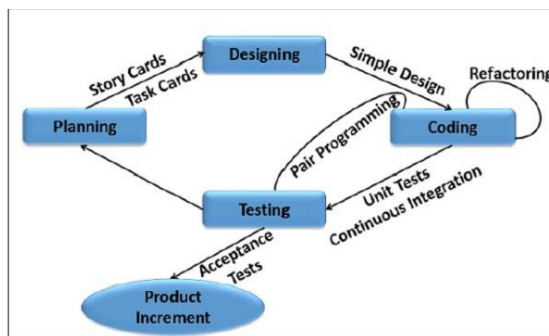 Designing
Story Cards
Task Cards
Simple Design
Refactoring
Planning
Pair Programming
Coding
Unit Tests
Continuous Integration
Testing
Acceptance
Tests
Product
Increment